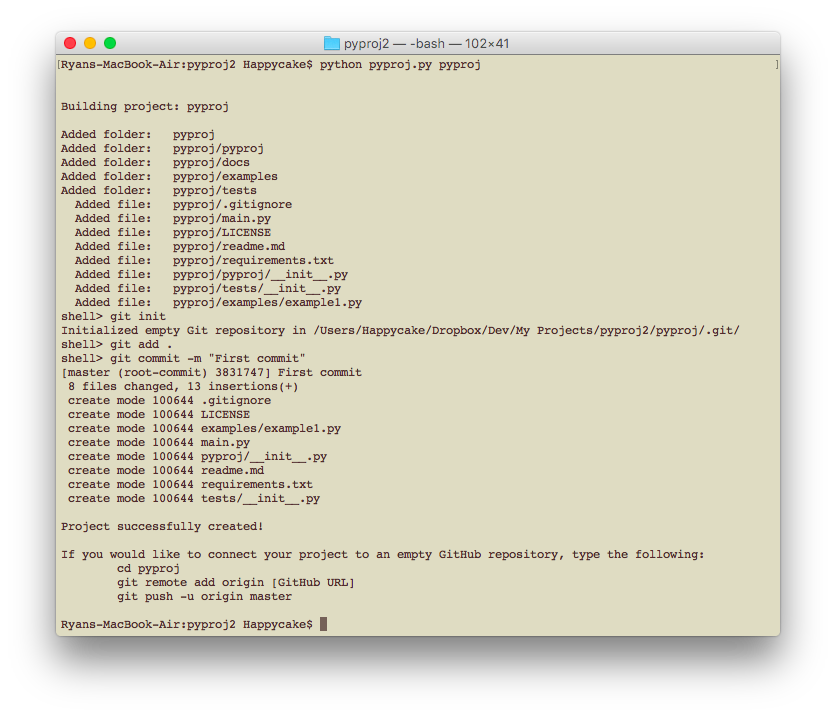 pyproj2 — -bash — 102×41
[Ryans-MacBook-Air:pyproj2 Happycake$ python pyproj.py pyproj ]
Building project: pyproj
Added folder: pyproj
Added folder: pyproj/pyproj
Added folder: pyproj/docs
Added folder: pyproj/examples
Added folder: pyproj/tests
Added file: pyproj/.gitignore
Added file: pyproj/main.py
Added file: pyproj/LICENSE
Added file: pyproj/readme.md
Added file: pyproj/requirements.txt
Added file: pyproj/pyproj/__init__.py
Added file: pyproj/tests/__init__.py
Added file: pyproj/examples/example1.py
shell> git init
Initialized empty Git repository in /Users/Happycake/Dropbox/Dev/My Projects/pyproj2/pyproj/.git/
shell> git add .
shell> git commit -m "First commit"
[master (root-commit) 3831747] First commit
8 files changed, 13 insertions(+)
create mode 100644 .gitignore
create mode 100644 LICENSE
create mode 100644 examples/example1.py
create mode 100644 main.py
create mode 100644 pyproj/__init__.py
create mode 100644 readme.md
create mode 100644 requirements.txt
create mode 100644 tests/__init__.py
Project successfully created!
If you would like to connect your project to an empty GitHub repository, type the following:
cd pyproj
git remote add origin [GitHub URL]
git push -u origin master
Ryans-MacBook-Air:pyproj2 Happycake$